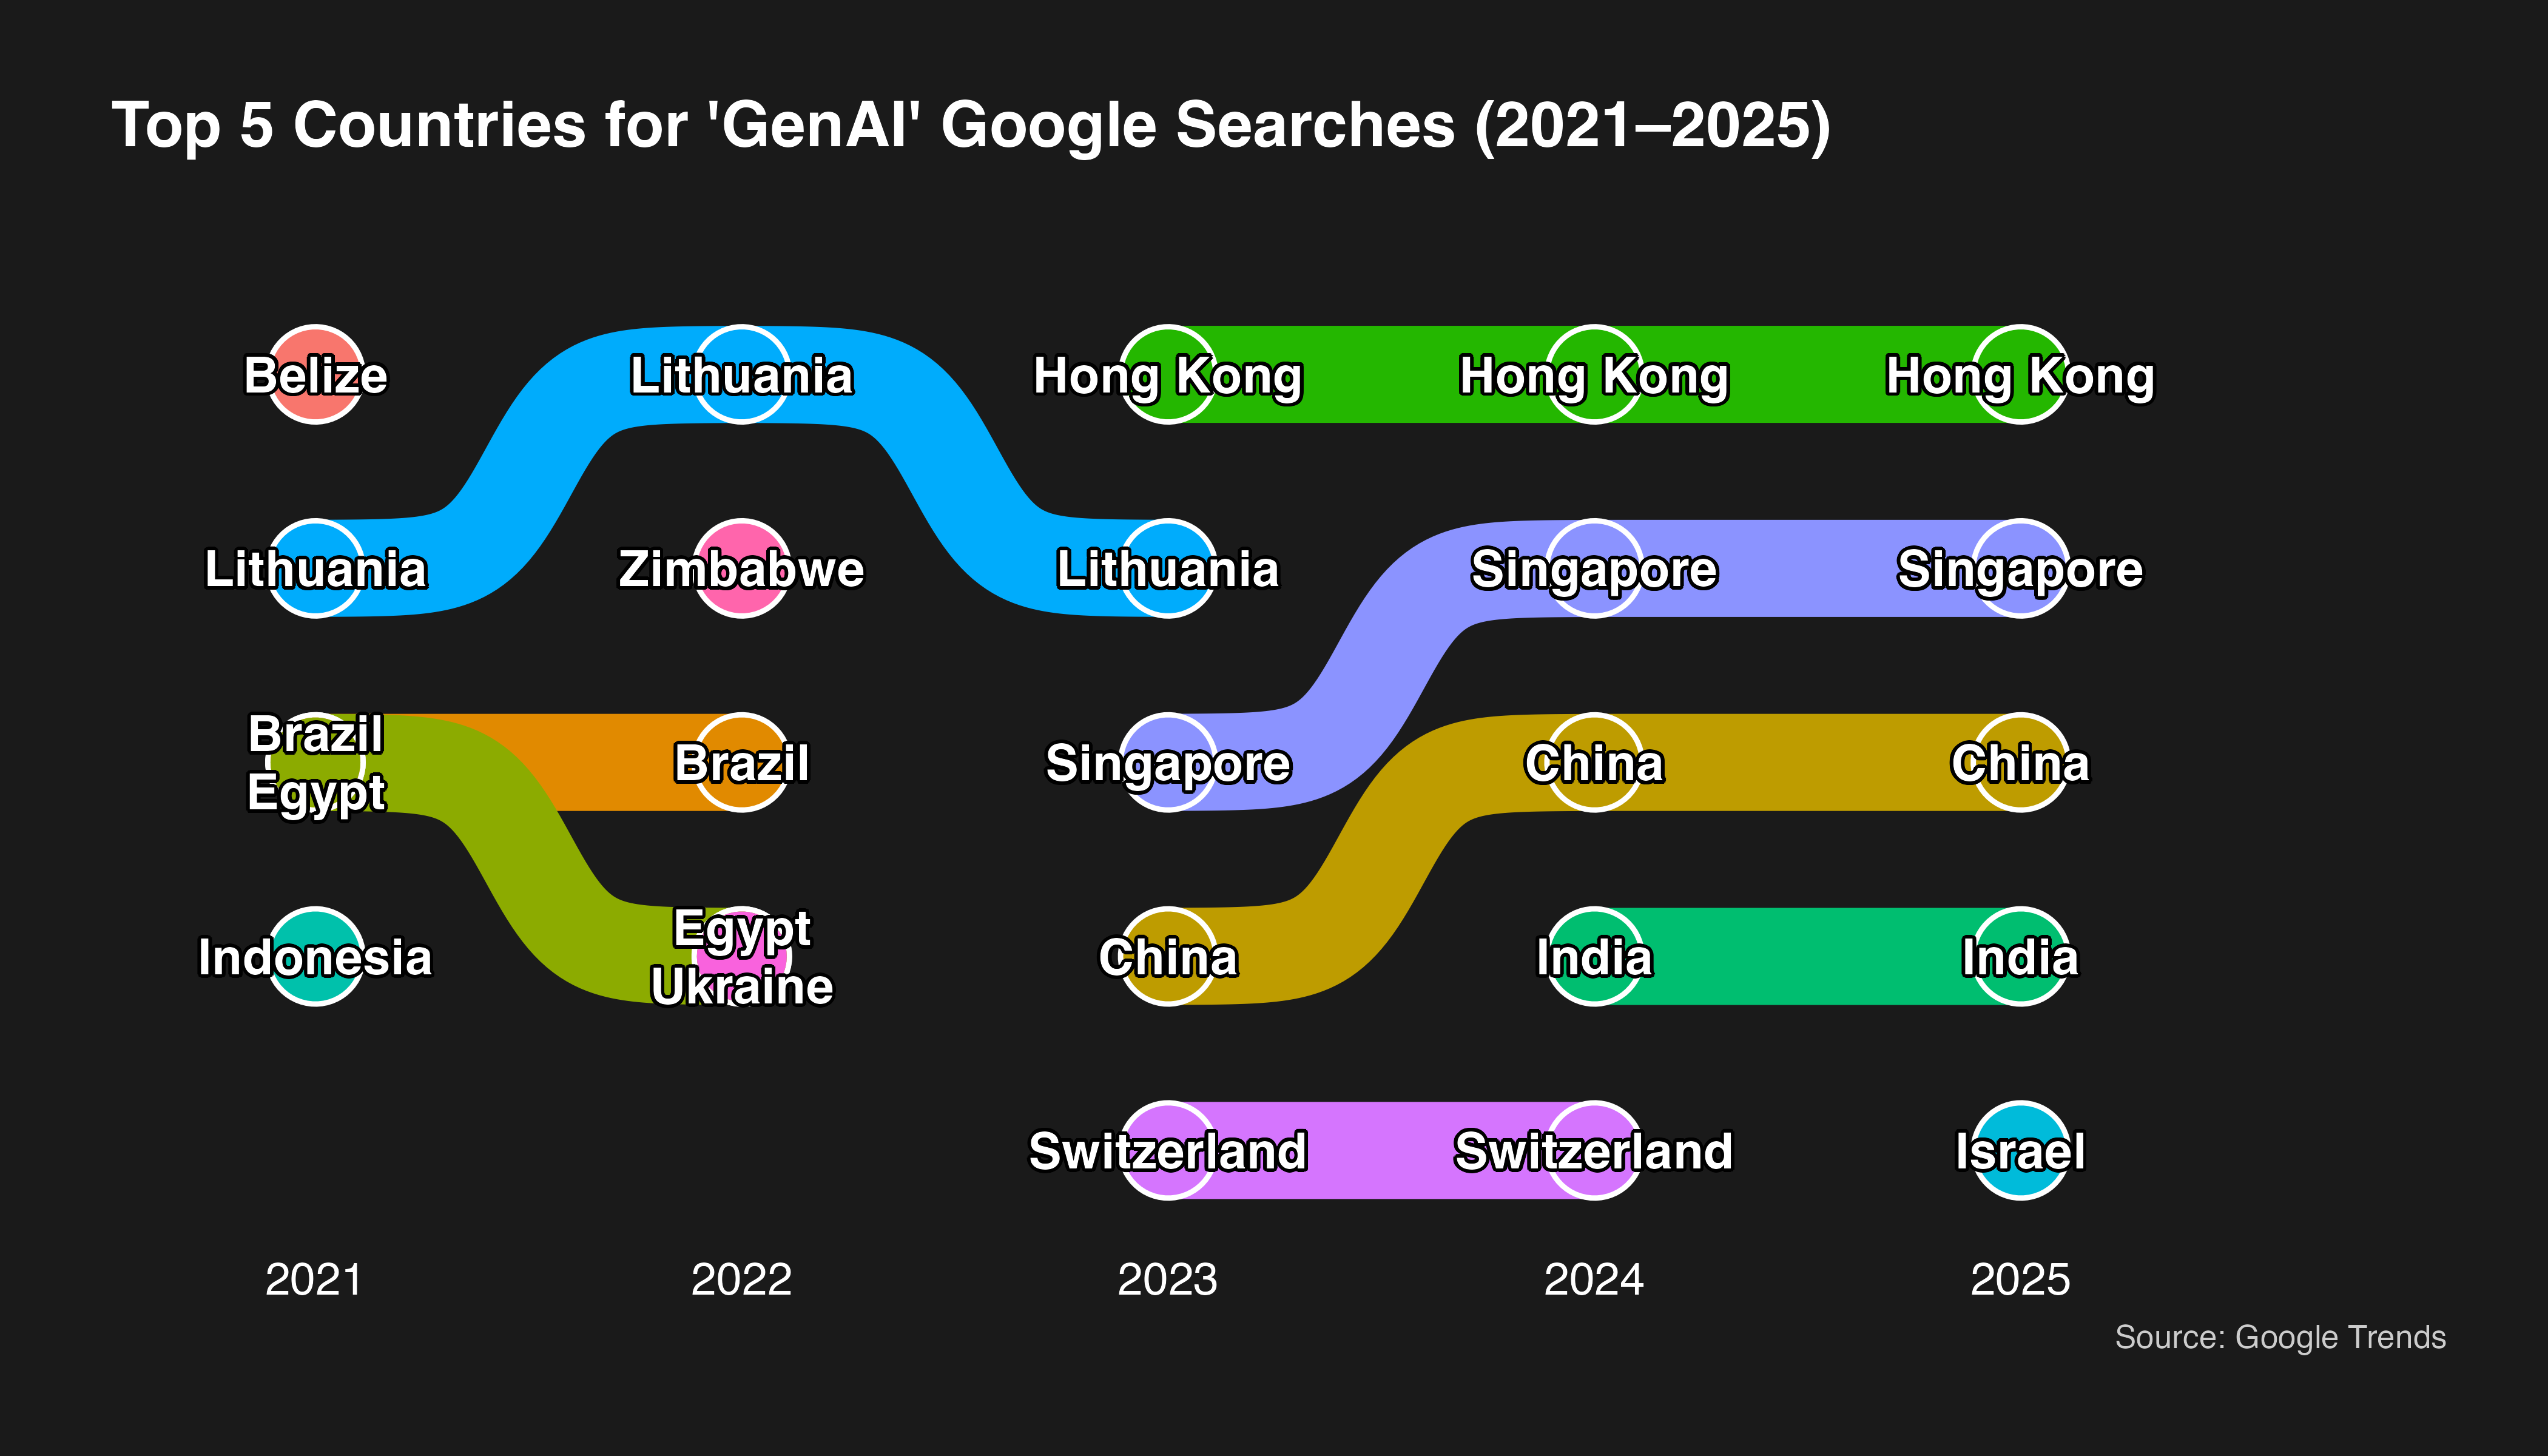 Top 5 Countries for 'GenAI' Google Searches (2021–2025)
Belize
Lithuania
Hong Kong
Hong Kong
Hong Kong
Lithuania
Zimbabwe
Lithuania
Singapore
Singapore
Brazil
Egypt
Brazil
Singapore
China
China
Indonesia
Egypt
Ukraine
China
India
India
Switzerland
Switzerland
Israel
2021
2022
2023
2024
2025
Source: Google Trends